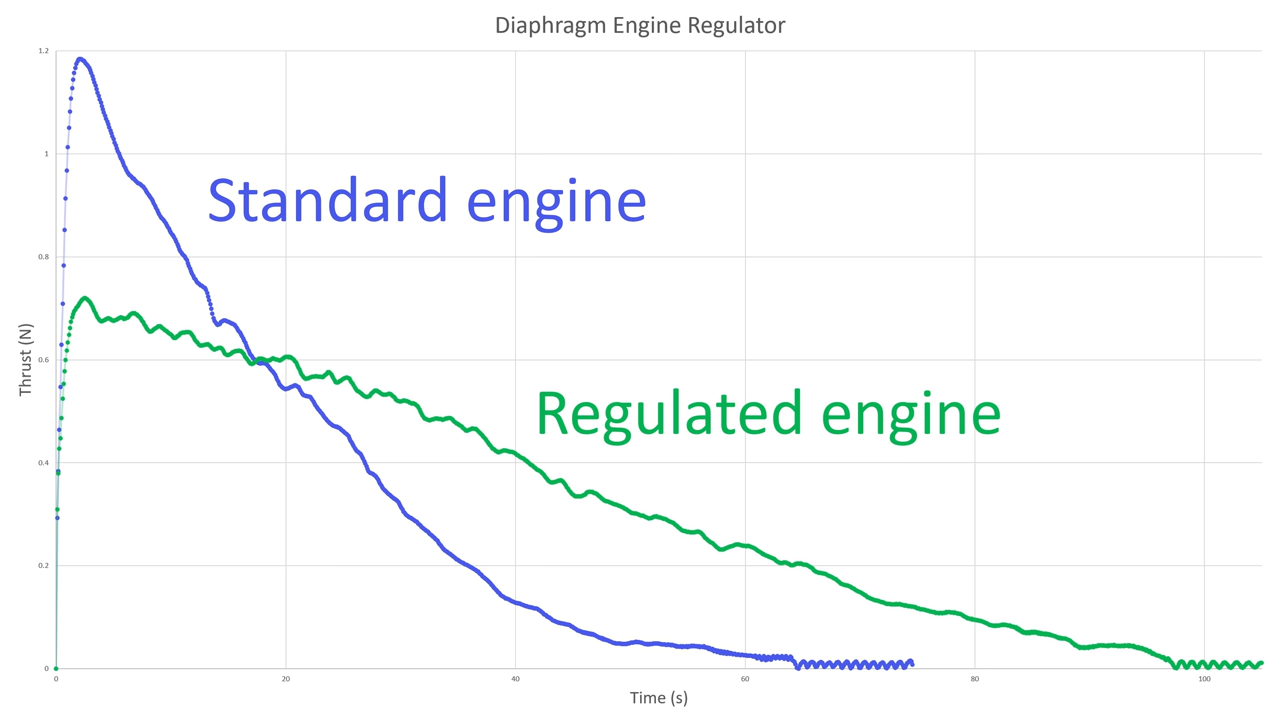 Diaphragm Engine Regulator
1.2
1
0.8
0.6
0.4
0.2
0
Thrust (N)
Standard engine
Regulated engine
0 20 40 60 80 100
Time (s)